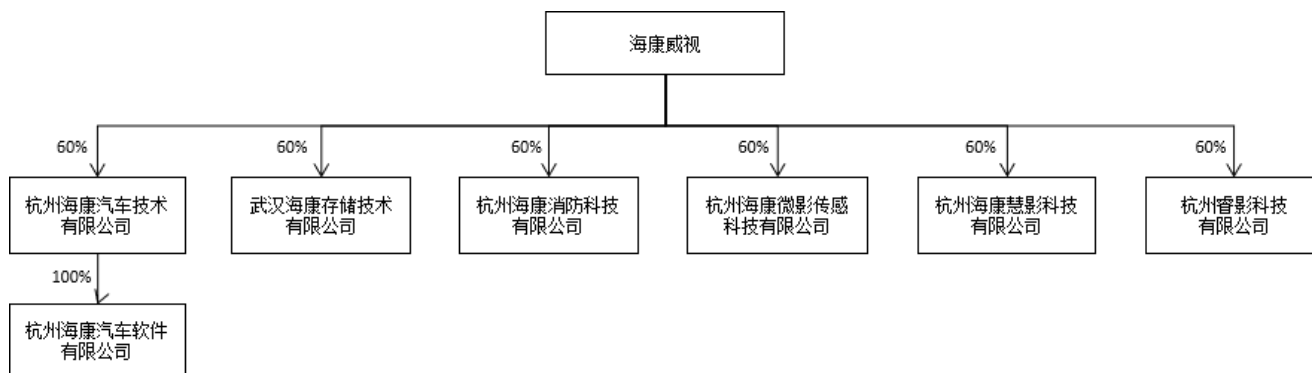 海康威视
60%
60%
60%
60%
60%
60%
杭州海康汽车技术
有限公司
武汉海康存储技术
有限公司
杭州海康消防科技
有限公司
杭州海康微影传感
科技有限公司
杭州海康慧影科技
有限公司
杭州睿影科技
有限公司
100%
杭州海康汽车软件
有限公司